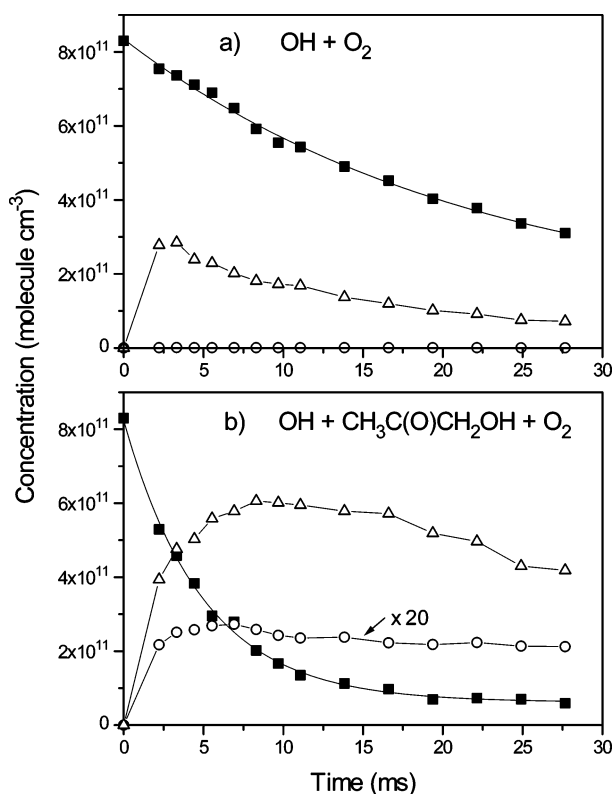 8x10¹¹
6x10¹¹
4x10¹¹
2x10¹¹
0
a) OH + O₂
0 5 10 15 20 25 30
Concentration (molecule cm⁻³)
8x10¹¹
6x10¹¹
4x10¹¹
2x10¹¹
0
b) OH + CH₃C(O)CH₂OH + O₂
x 20
0 5 10 15 20 25 30
Time (ms)